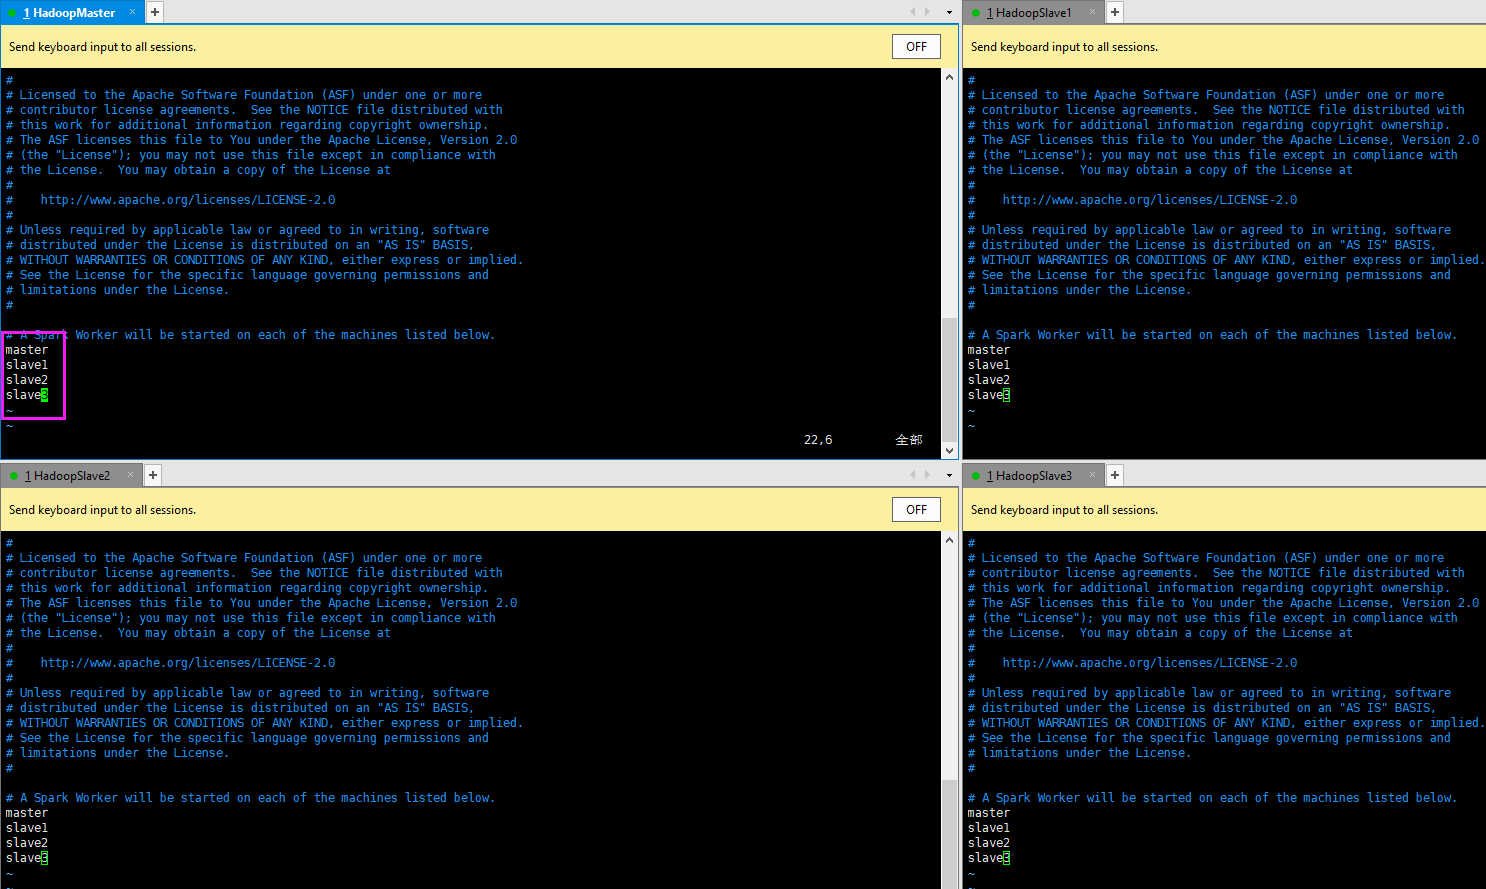 1 HadoopMaster × +
Send keyboard input to all sessions. OFF
#
# Licensed to the Apache Software Foundation (ASF) under one or more
# contributor license agreements.  See the NOTICE file distributed with
# this work for additional information regarding copyright ownership.
# The ASF licenses this file to You under the Apache License, Version 2.0
# (the "License"); you may not use this file except in compliance with
# the License.  You may obtain a copy of the License at
#
#    http://www.apache.org/licenses/LICENSE-2.0
#
# Unless required by applicable law or agreed to in writing, software
# distributed under the License is distributed on an "AS IS" BASIS,
# WITHOUT WARRANTIES OR CONDITIONS OF ANY KIND, either express or implied.
# See the License for the specific language governing permissions and
# limitations under the License.
#
# A Spark Worker will be started on each of the machines listed below.
master
slave1
slave2
slave3
~
~
22,6 全部
1 HadoopSlave1 × +
Send keyboard input to all sessions.
#
# Licensed to the Apache Software Foundation (ASF) under one or more
# contributor license agreements.  See the NOTICE file distributed with
# this work for additional information regarding copyright ownership.
# The ASF licenses this file to You under the Apache License, Version 2.0
# (the "License"); you may not use this file except in compliance with
# the License.  You may obtain a copy of the License at
#
#    http://www.apache.org/licenses/LICENSE-2.0
#
# Unless required by applicable law or agreed to in writing, software
# distributed under the License is distributed on an "AS IS" BASIS,
# WITHOUT WARRANTIES OR CONDITIONS OF ANY KIND, either express or implied.
# See the License for the specific language governing permissions and
# limitations under the License.
#
# A Spark Worker will be started on each of the machines listed below.
master
slave1
slave2
slave3
~
~
1 HadoopSlave2 × +
Send keyboard input to all sessions. OFF
#
# Licensed to the Apache Software Foundation (ASF) under one or more
# contributor license agreements.  See the NOTICE file distributed with
# this work for additional information regarding copyright ownership.
# The ASF licenses this file to You under the Apache License, Version 2.0
# (the "License"); you may not use this file except in compliance with
# the License.  You may obtain a copy of the License at
#
#    http://www.apache.org/licenses/LICENSE-2.0
#
# Unless required by applicable law or agreed to in writing, software
# distributed under the License is distributed on an "AS IS" BASIS,
# WITHOUT WARRANTIES OR CONDITIONS OF ANY KIND, either express or implied.
# See the License for the specific language governing permissions and
# limitations under the License.
#
# A Spark Worker will be started on each of the machines listed below.
master
slave1
slave2
slave3
~
~
1 HadoopSlave3 × +
Send keyboard input to all sessions.
#
# Licensed to the Apache Software Foundation (ASF) under one or more
# contributor license agreements.  See the NOTICE file distributed with
# this work for additional information regarding copyright ownership.
# The ASF licenses this file to You under the Apache License, Version 2.0
# (the "License"); you may not use this file except in compliance with
# the License.  You may obtain a copy of the License at
#
#    http://www.apache.org/licenses/LICENSE-2.0
#
# Unless required by applicable law or agreed to in writing, software
# distributed under the License is distributed on an "AS IS" BASIS,
# WITHOUT WARRANTIES OR CONDITIONS OF ANY KIND, either express or implied.
# See the License for the specific language governing permissions and
# limitations under the License.
#
# A Spark Worker will be started on each of the machines listed below.
master
slave1
slave2
slave3
~
~